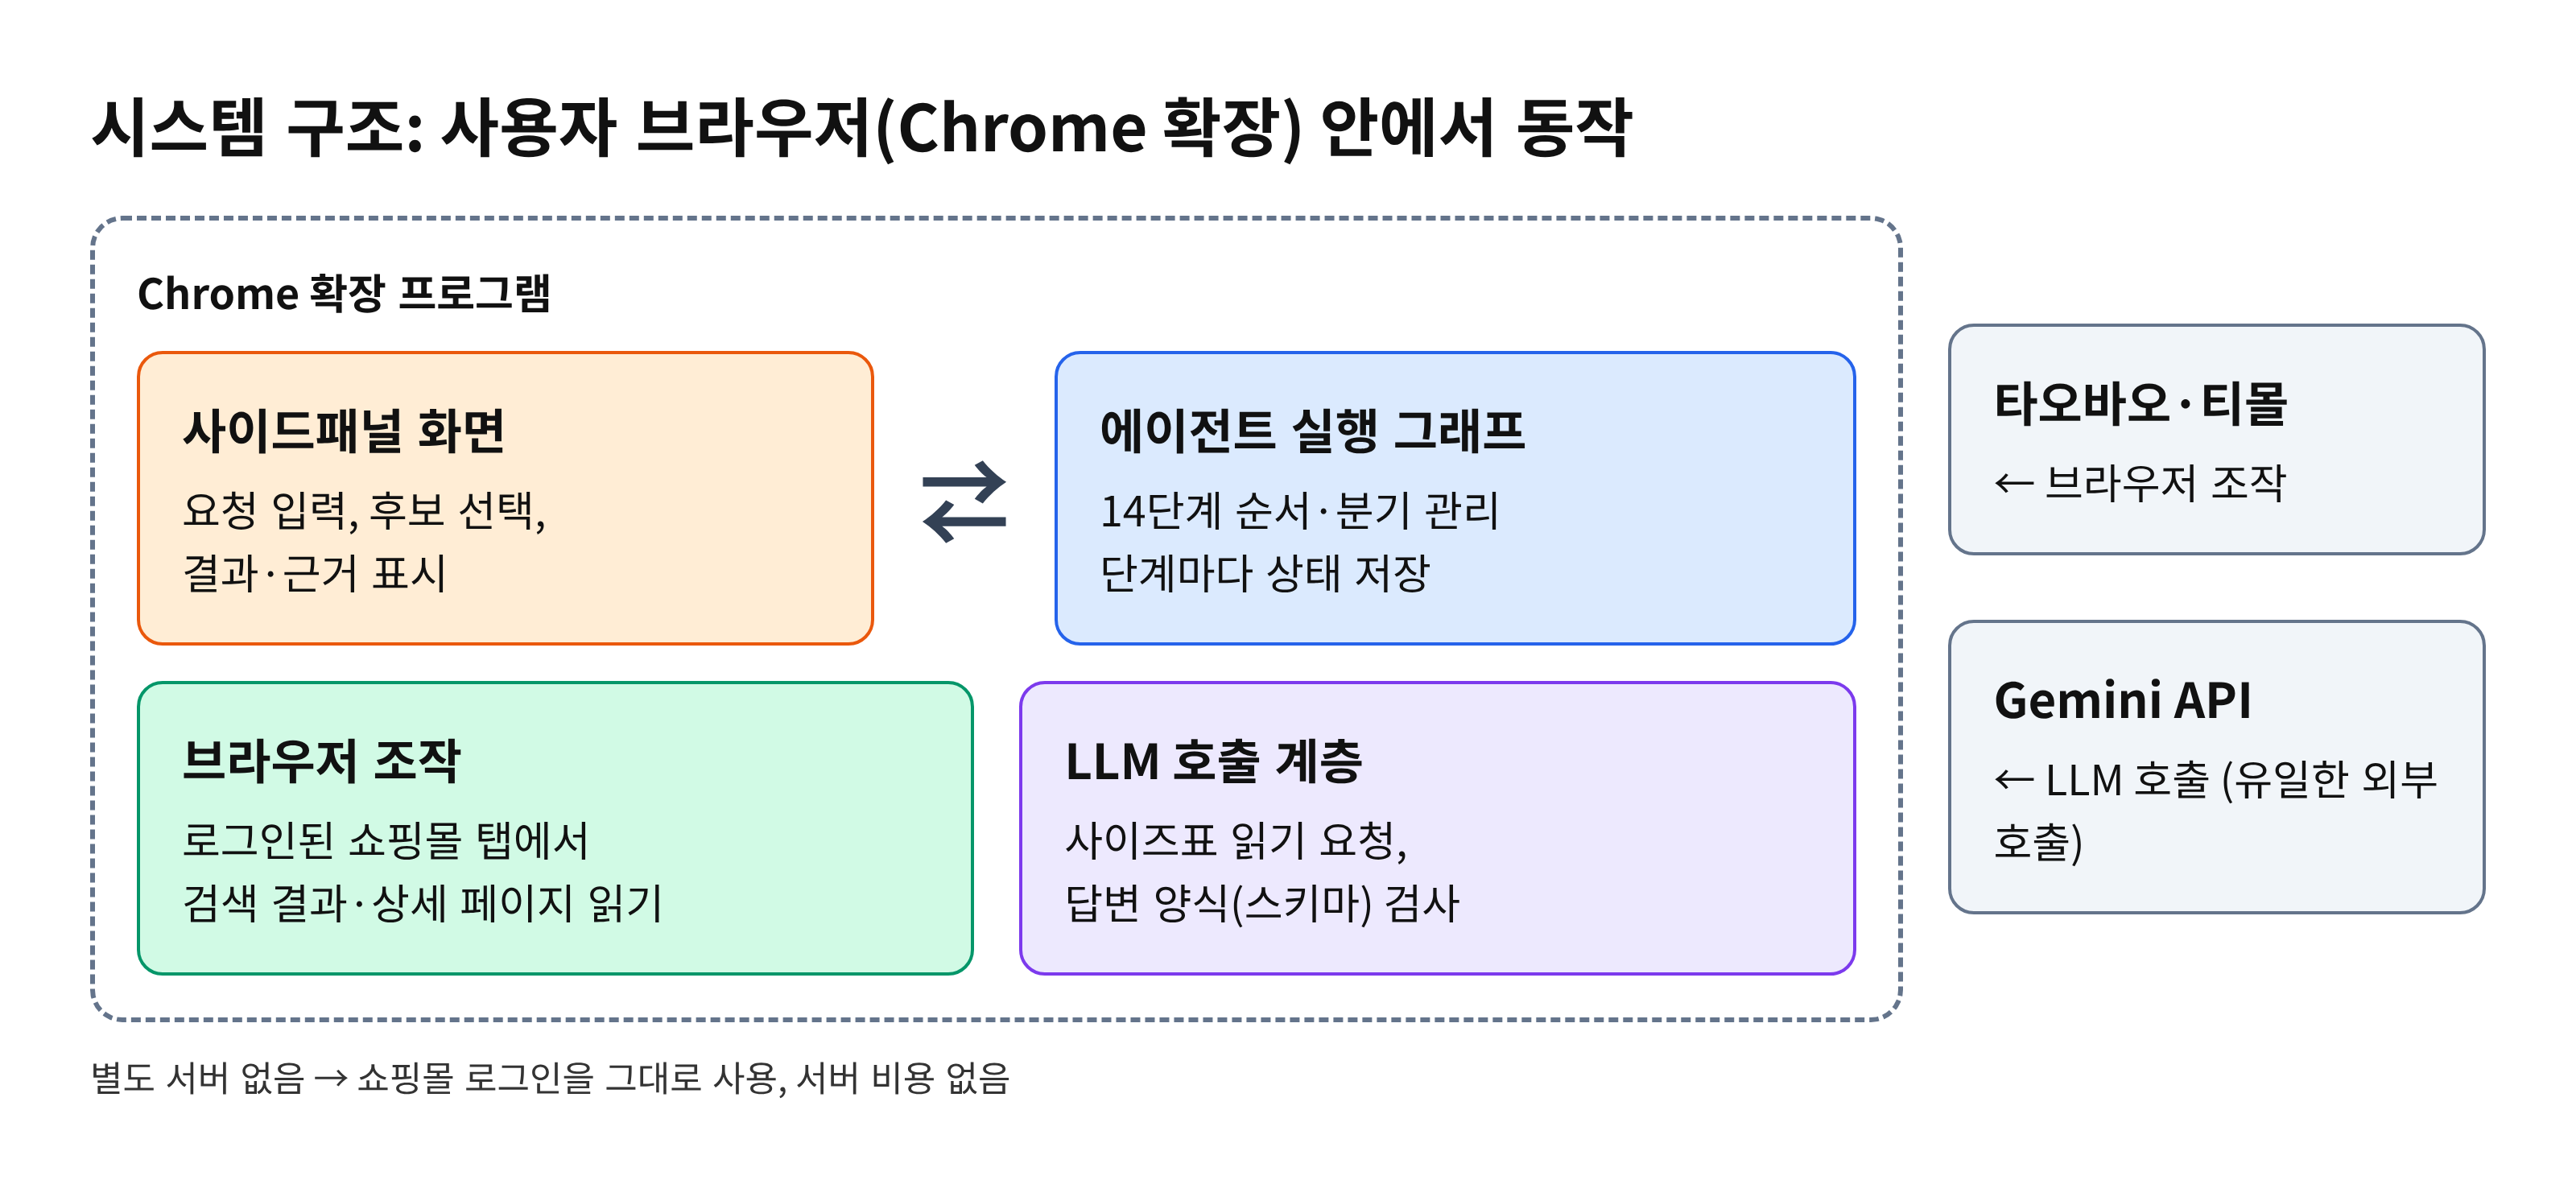 시스템 구조: 사용자 브라우저(Chrome 확장) 안에서 동작
Chrome 확장 프로그램
사이드패널 화면
요청 입력, 후보 선택,
결과·근거 표시
⇄
에이전트 실행 그래프
14단계 순서·분기 관리
단계마다 상태 저장
브라우저 조작
로그인된 쇼핑몰 탭에서
검색 결과·상세 페이지 읽기
LLM 호출 계층
사이즈표 읽기 요청,
답변 양식(스키마) 검사
타오바오·티몰
← 브라우저 조작
Gemini API
← LLM 호출 (유일한 외부
호출)
별도 서버 없음 → 쇼핑몰 로그인을 그대로 사용, 서버 비용 없음